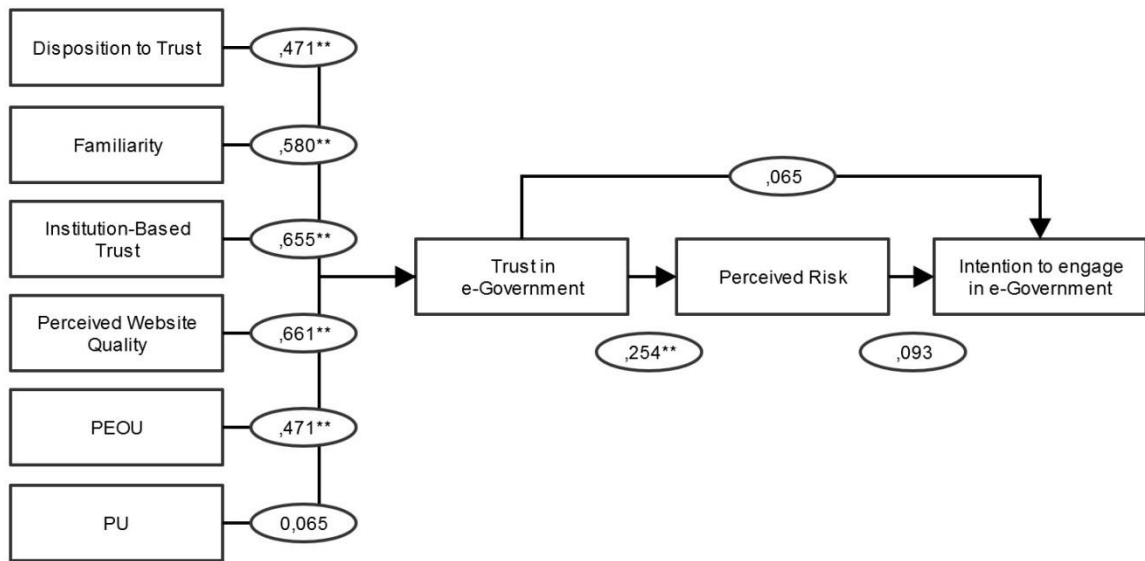 Disposition to Trust
,471**
Familiarity
,580**
,065
Institution-Based
Trust
,655**
Trust in
e-Government
Perceived Risk
Intention to engage
in e-Government
Perceived Website
Quality
,661**
,254**
,093
PEOU
,471**
PU
0,065